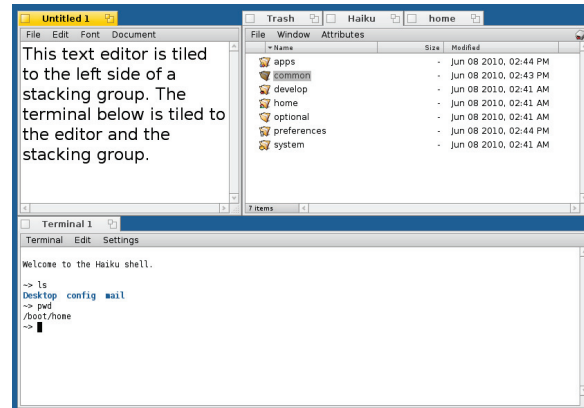 Untitled 1
File Edit Font Document
This text editor is tiled
to the left side of a
stacking group. The
terminal below is tiled to
the editor and the
stacking group.
Trash Haiku home
File Window Attributes
Name Size Modified
apps - Jun 08 2010, 02:44 PM
common - Jun 08 2010, 02:43 PM
develop - Jun 08 2010, 02:41 AM
home - Jun 08 2010, 02:41 AM
optional - Jun 08 2010, 02:41 AM
preferences - Jun 08 2010, 02:44 PM
system - Jun 08 2010, 02:41 AM
7 items
Terminal 1
Terminal Edit Settings
Welcome to the Haiku shell.
~> ls
Desktop config mail
~> pwd
/boot/home
~>